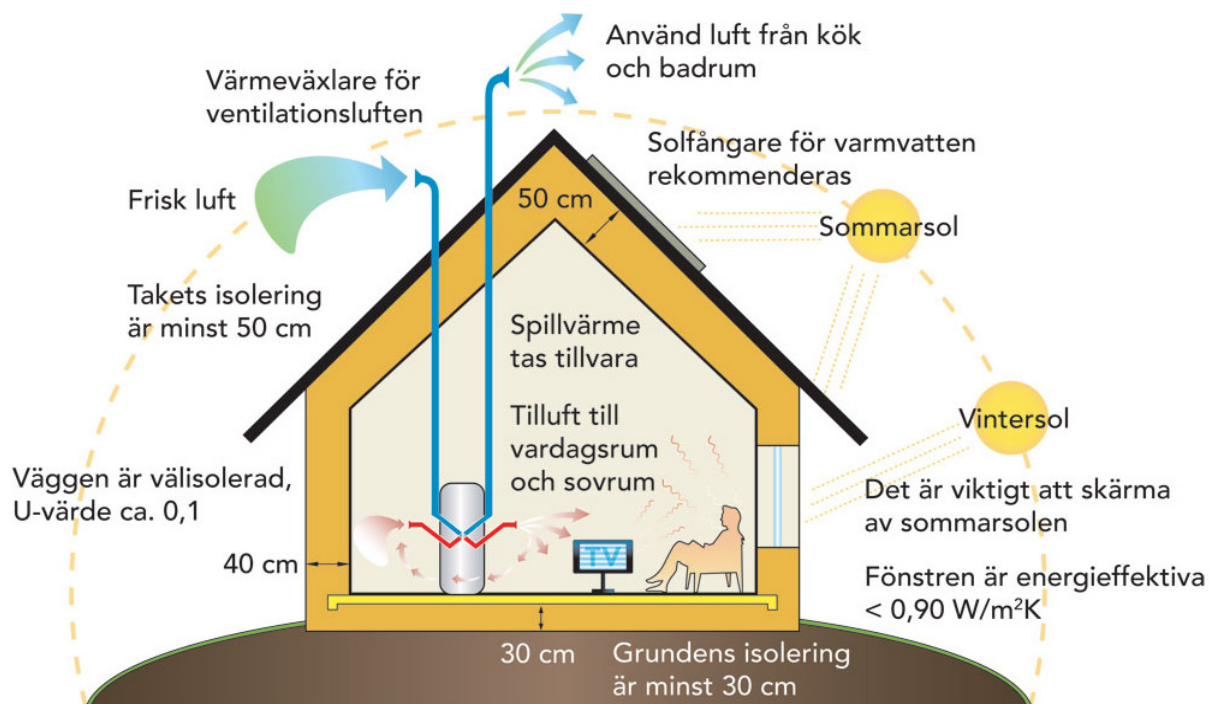 Använd luft från kök
och badrum
Värmeväxlare för
ventilationsluften
Solfångare för varmvatten
rekommenderas
Frisk luft
50 cm
Sommarsol
Takets isolering
är minst 50 cm
Spillvärme
tas tillvara
Tilluft till
vardagsrum
och sovrum
Vintersol
Väggen är välisolerad,
U-värde ca. 0,1
Det är viktigt att skärma
av sommarsolen
TV
40 cm
Fönstren är energieffektiva
< 0,90 W/m²K
30 cm
Grundens isolering
är minst 30 cm